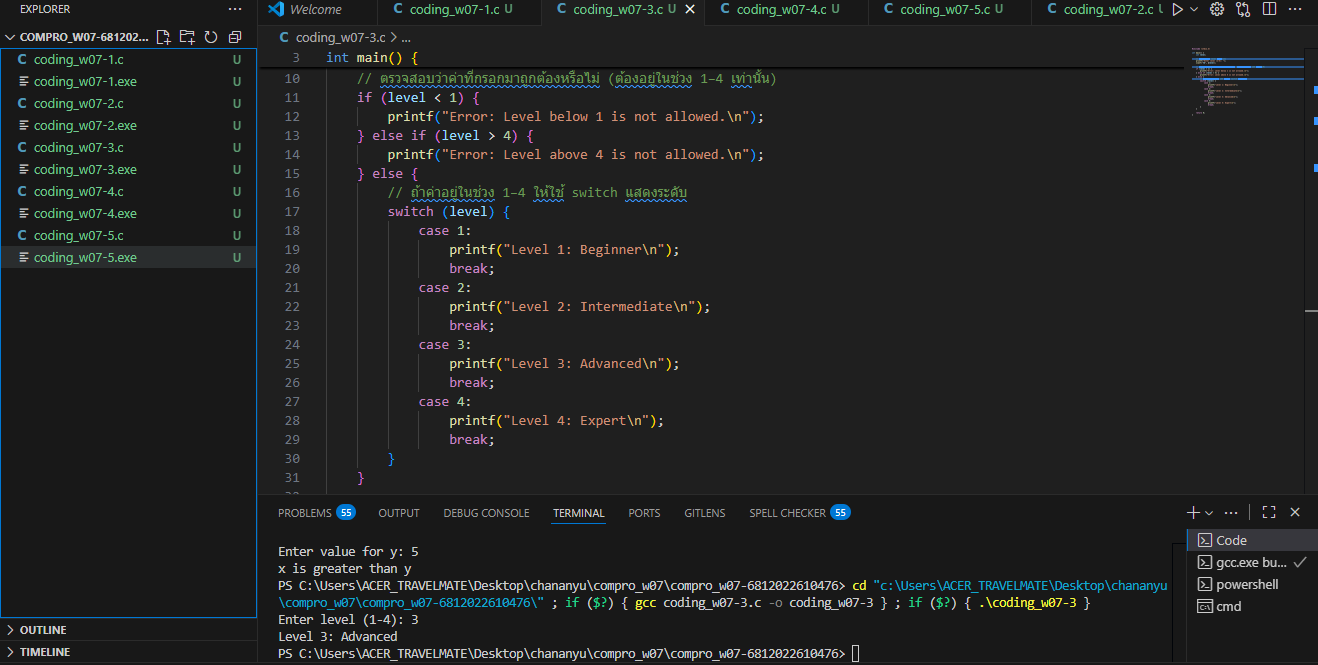 EXPLORER
COMPRO_W07-681202...
C coding_w07-1.c U
coding_w07-1.exe U
C coding_w07-2.c U
coding_w07-2.exe U
C coding_w07-3.c U
coding_w07-3.exe U
C coding_w07-4.c U
coding_w07-4.exe U
C coding_w07-5.c U
coding_w07-5.exe U
OUTLINE
TIMELINE
Welcome C coding_w07-1.c U C coding_w07-3.c U C coding_w07-4.c U C coding_w07-5.c U C coding_w07-2.c U
C coding_w07-3.c > ...
3 int main() {
10 // ตรวจสอบว่าค่าที่กรอกมาถูกต้องหรือไม่ (ต้องอยู่ในช่วง 1–4 เท่านั้น)
11 if (level < 1) {
12 printf("Error: Level below 1 is not allowed.\n");
13 } else if (level > 4) {
14 printf("Error: Level above 4 is not allowed.\n");
15 } else {
16 // ถ้าค่าอยู่ในช่วง 1–4 ให้ใช้ switch แสดงระดับ
17 switch (level) {
18 case 1:
19 printf("Level 1: Beginner\n");
20 break;
21 case 2:
22 printf("Level 2: Intermediate\n");
23 break;
24 case 3:
25 printf("Level 3: Advanced\n");
26 break;
27 case 4:
28 printf("Level 4: Expert\n");
29 break;
30 }
31 }
PROBLEMS 55 OUTPUT DEBUG CONSOLE TERMINAL PORTS GITLENS SPELL CHECKER 55
Enter value for y: 5
x is greater than y
PS C:\Users\ACER_TRAVELMATE\Desktop\chananyu\compro_w07\compro_w07-6812022610476> cd "c:\Users\ACER_TRAVELMATE\Desktop\chananyu
\compro_w07\compro_w07-6812022610476\" ; if ($?) { gcc coding_w07-3.c -o coding_w07-3 } ; if ($?) { .\coding_w07-3 }
Enter level (1-4): 3
Level 3: Advanced
PS C:\Users\ACER_TRAVELMATE\Desktop\chananyu\compro_w07\compro_w07-6812022610476>
Code
gcc.exe bu...
powershell
cmd